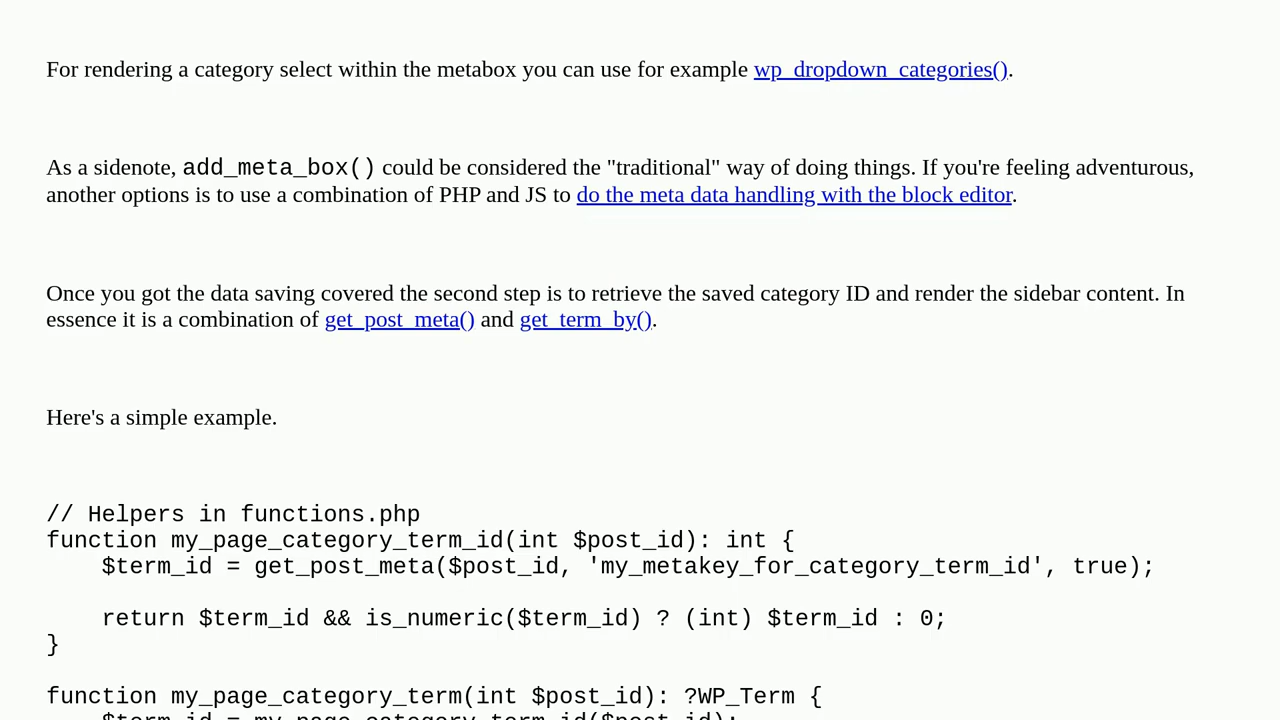 For rendering a category select within the metabox you can use for example wp_dropdown_categories().
As a sidenote, add_meta_box() could be considered the "traditional" way of doing things. If you're feeling adventurous,
another options is to use a combination of PHP and JS to do the meta data handling with the block editor.
Once you got the data saving covered the second step is to retrieve the saved category ID and render the sidebar content. In
essence it is a combination of get_post_meta() and get_term_by().
Here's a simple example.
// Helpers in functions.php
function my_page_category_term_id(int $post_id): int {
    $term_id = get_post_meta($post_id, 'my_metakey_for_category_term_id', true);
    return $term_id && is_numeric($term_id) ? (int) $term_id : 0;
}
function my_page_category_term(int $post_id): ?WP_Term {
    $term_id = my_page_category_term_id($post_id);